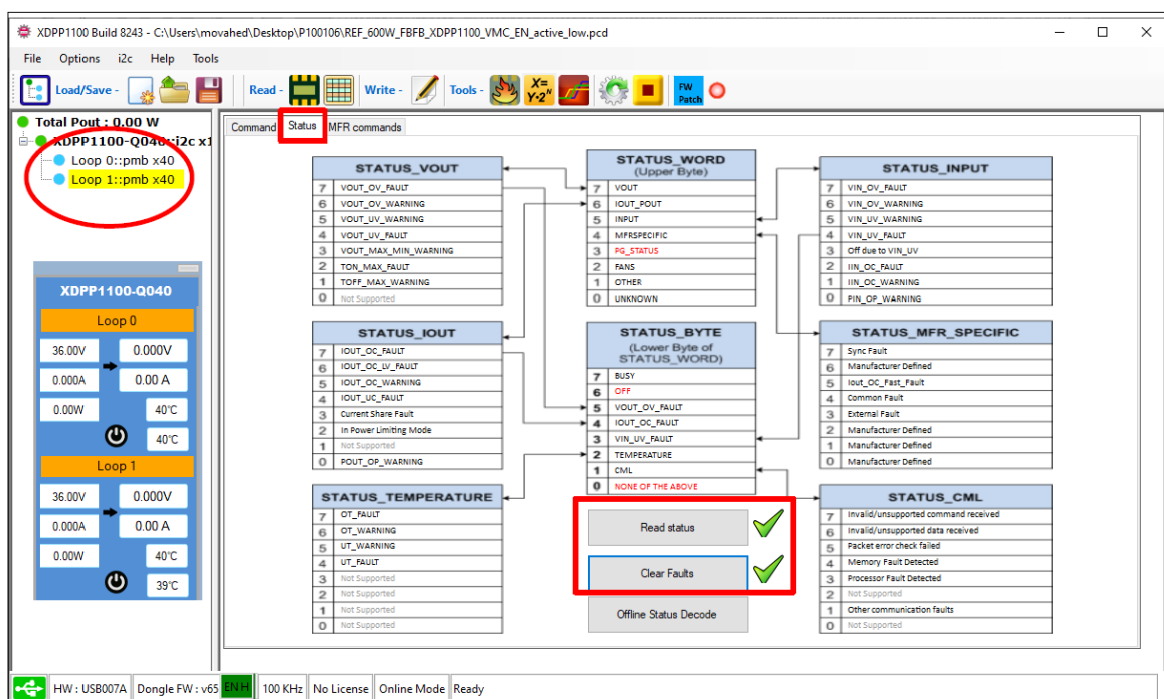 XDPP1100 Build 8243 - C:\Users\movahed\Desktop\P100106\REF_600W_FBFB_XDPP1100_VMC_EN_active_low.pcd
File Options i2c Help Tools
Load/Save - Read - Write - Tools - X= Y·2ᴺ FW Patch
Total Pout : 0.00 W
XDPP1100-Q040::i2c x1
Loop 0::pmb x40
Loop 1::pmb x40
XDPP1100-Q040
Loop 0
36.00V 0.000V
0.000A 0.00 A
0.00W 40°C
40°C
Loop 1
36.00V 0.000V
0.000A 0.00 A
0.00W 40°C
39°C
Command Status MFR commands
STATUS_VOUT
7 VOUT_OV_FAULT
6 VOUT_OV_WARNING
5 VOUT_UV_WARNING
4 VOUT_UV_FAULT
3 VOUT_MAX_MIN_WARNING
2 TON_MAX_FAULT
1 TOFF_MAX_WARNING
0 Not Supported
STATUS_IOUT
7 IOUT_OC_FAULT
6 IOUT_OC_LV_FAULT
5 IOUT_OC_WARNING
4 IOUT_UC_FAULT
3 Current Share Fault
2 In Power Limiting Mode
1 Not Supported
0 POUT_OP_WARNING
STATUS_TEMPERATURE
7 OT_FAULT
6 OT_WARNING
5 UT_WARNING
4 UT_FAULT
3 Not Supported
2 Not Supported
1 Not Supported
0 Not Supported
STATUS_WORD
(Upper Byte)
7 VOUT
6 IOUT_POUT
5 INPUT
4 MFRSPECIFIC
3 PG_STATUS
2 FANS
1 OTHER
0 UNKNOWN
STATUS_BYTE
(Lower Byte of
STATUS_WORD)
7 BUSY
6 OFF
5 VOUT_OV_FAULT
4 IOUT_OC_FAULT
3 VIN_UV_FAULT
2 TEMPERATURE
1 CML
0 NONE OF THE ABOVE
Read status
Clear Faults
Offline Status Decode
STATUS_INPUT
7 VIN_OV_FAULT
6 VIN_OV_WARNING
5 VIN_UV_WARNING
4 VIN_UV_FAULT
3 Off due to VIN_UV
2 IIN_OC_FAULT
1 IIN_OC_WARNING
0 PIN_OP_WARNING
STATUS_MFR_SPECIFIC
7 Sync Fault
6 Manufacturer Defined
5 Iout_OC_Fast_Fault
4 Common Fault
3 External Fault
2 Manufacturer Defined
1 Manufacturer Defined
0 Manufacturer Defined
STATUS_CML
7 Invalid/unsupported command received
6 Invalid/unsupported data received
5 Packet error check failed
4 Memory Fault Detected
3 Processor Fault Detected
2 Not Supported
1 Other communication faults
0 Not Supported
HW : USB007A Dongle FW : v65 EN H 100 KHz No License Online Mode Ready